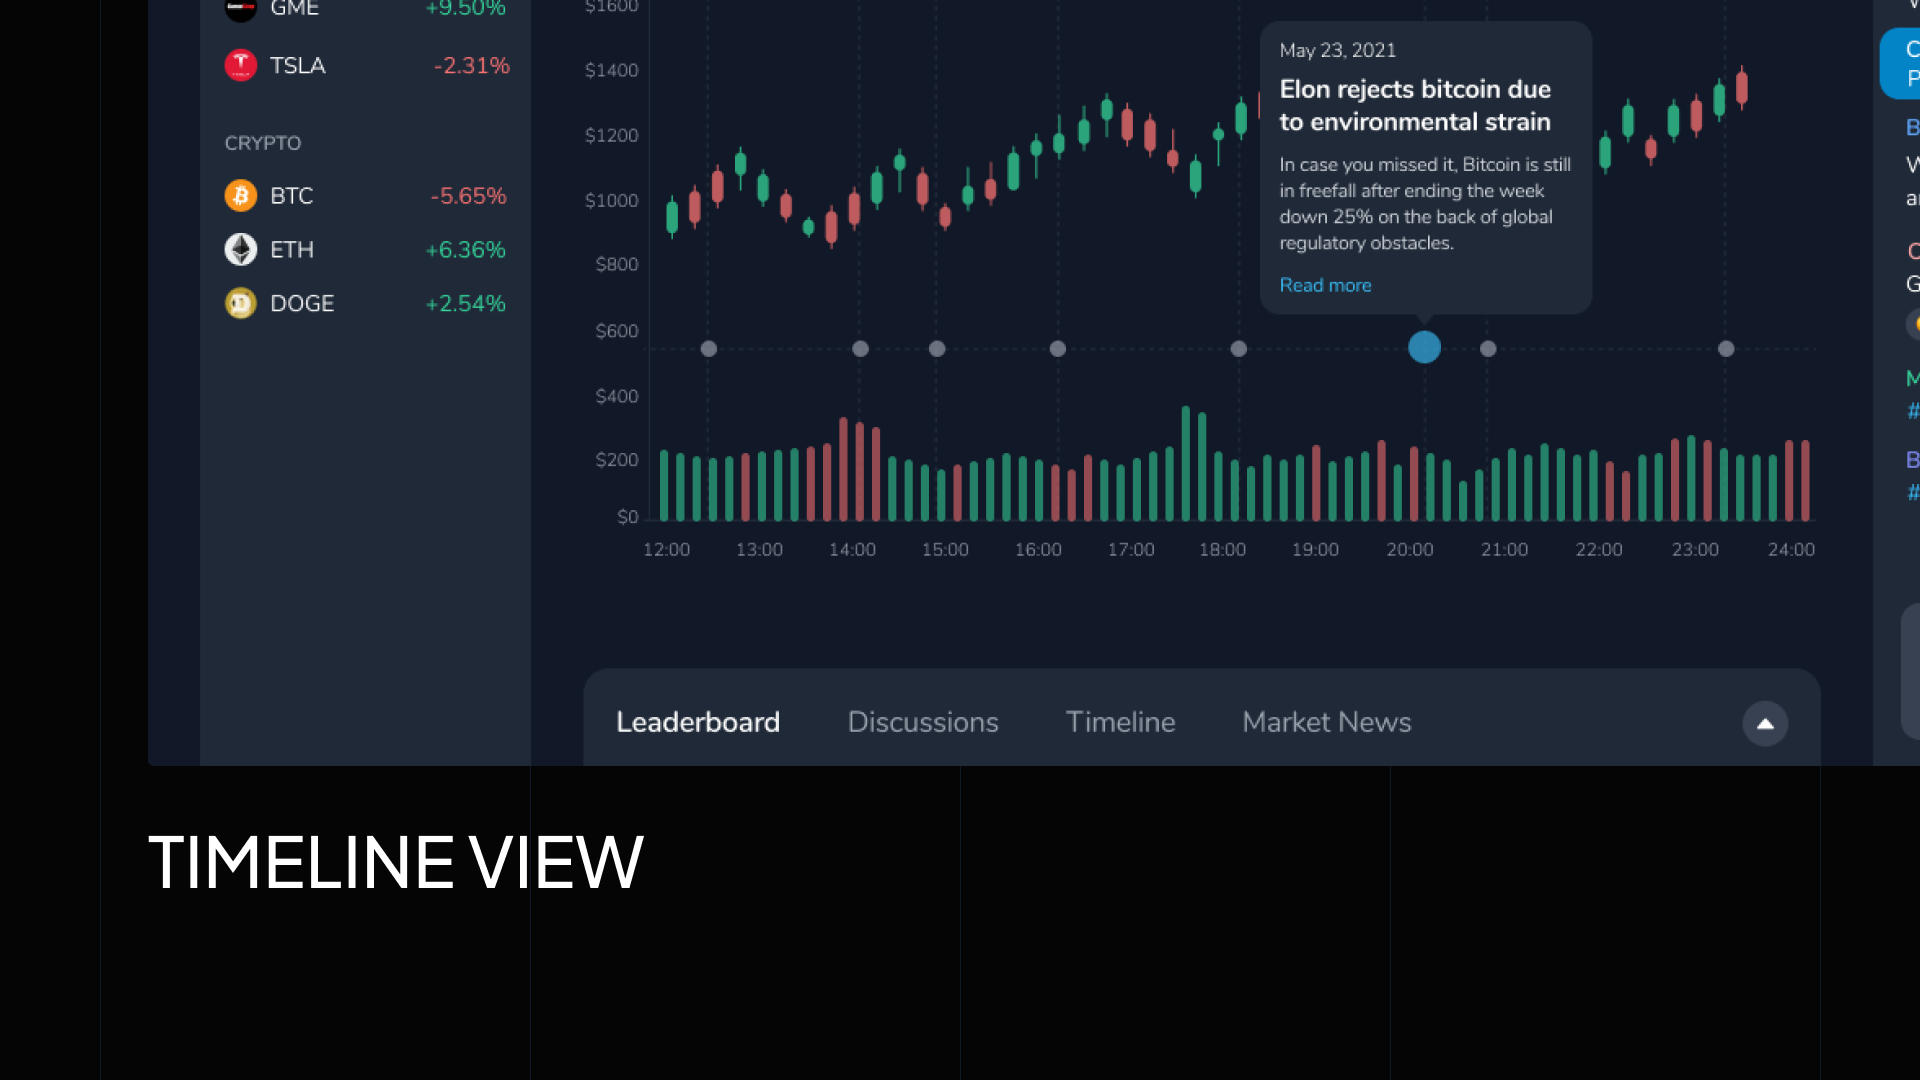 GME +9.50%
TSLA -2.31%
CRYPTO
BTC -5.65%
ETH +6.36%
DOGE +2.54%
$1600
$1400
$1200
$1000
$800
$600
$400
$200
$0
May 23, 2021
Elon rejects bitcoin due
to environmental strain
In case you missed it, Bitcoin is still
in freefall after ending the week
down 25% on the back of global
regulatory obstacles.
Read more
12:00 13:00 14:00 15:00 16:00 17:00 18:00 19:00 20:00 21:00 22:00 23:00 24:00
Leaderboard Discussions Timeline Market News
TIMELINE VIEW